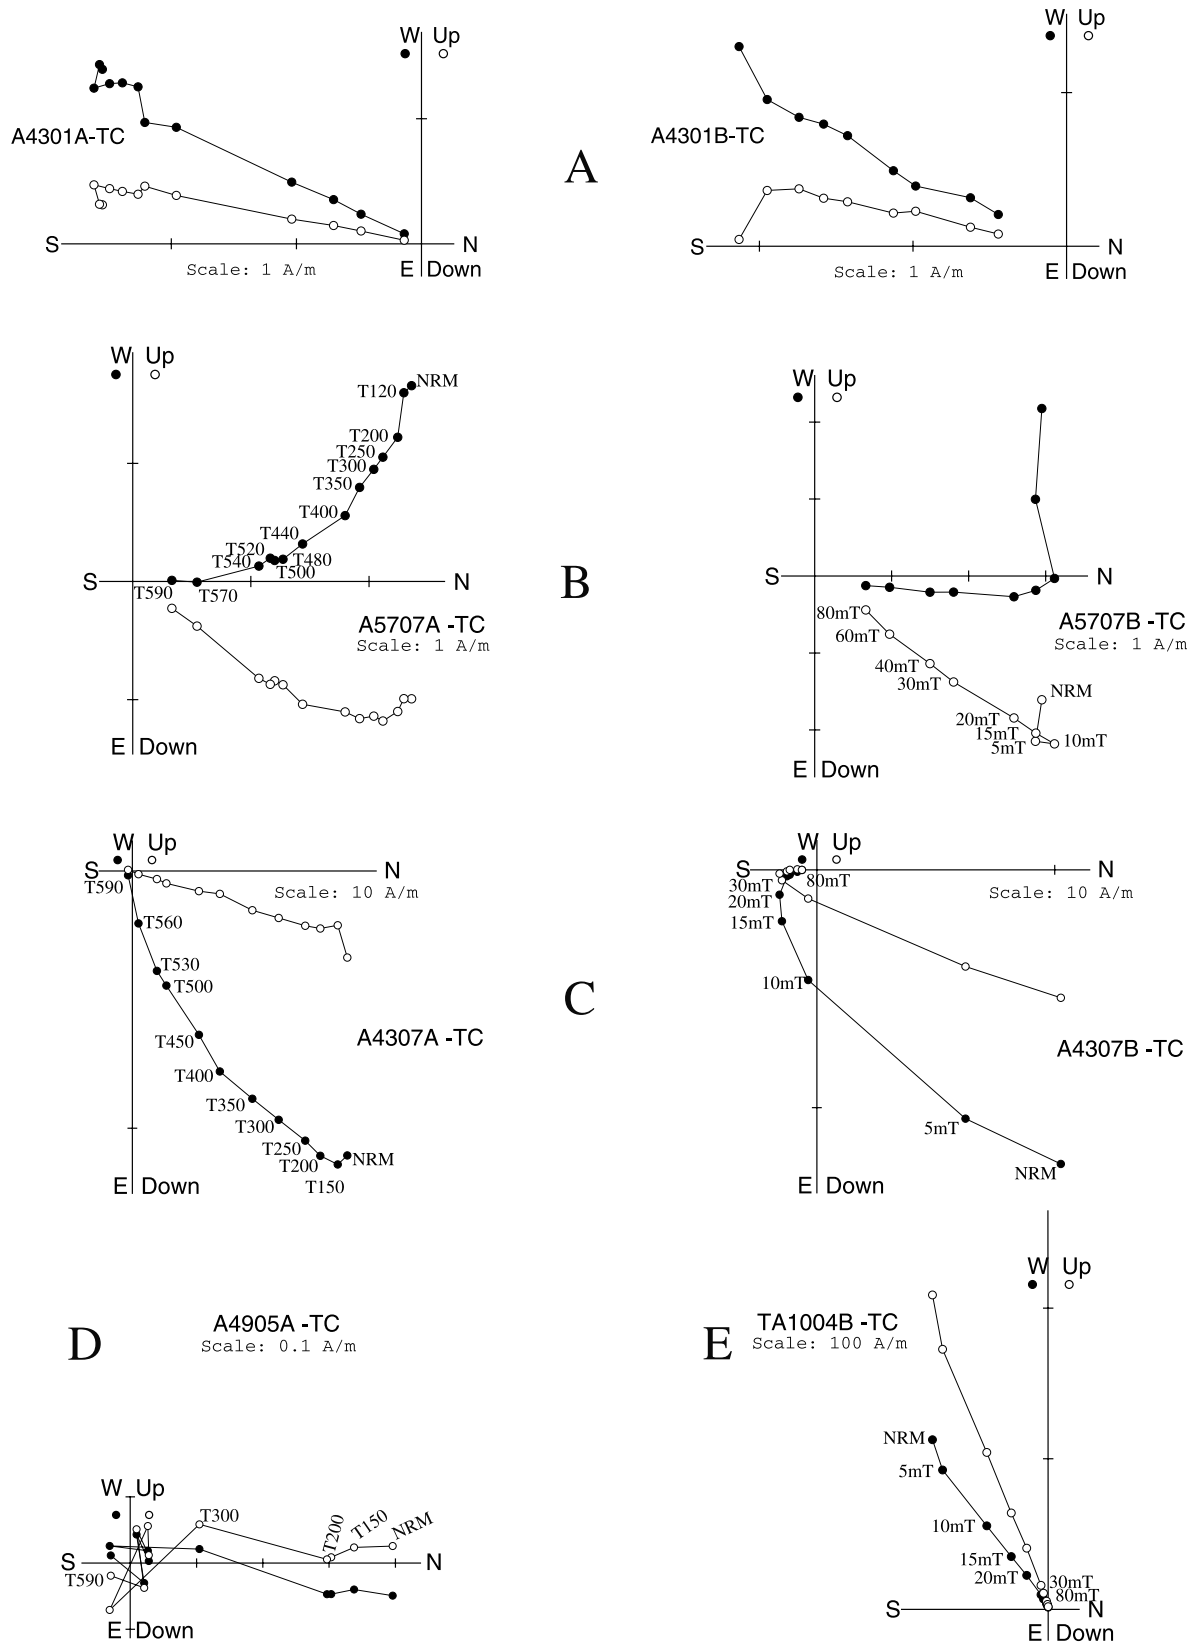 W Up
A4301A-TC
S N
Scale: 1 A/m
E Down
A
W Up
A4301B-TC
S N
Scale: 1 A/m
E Down
W Up
NRM
T120
T200
T250
T300
T350
T400
T440
T520
T540
T480
T500
S N
T590
T570
A5707A -TC
Scale: 1 A/m
E Down
B
W Up
S N
80mT
A5707B -TC
60mT
Scale: 1 A/m
40mT
30mT
NRM
20mT
15mT
5mT
10mT
E Down
W Up
S N
T590
Scale: 10 A/m
T560
T530
T500
T450
A4307A -TC
T400
T350
T300
T250
T200
NRM
T150
E Down
C
W Up
S N
30mT
80mT
Scale: 10 A/m
20mT
15mT
10mT
A4307B -TC
5mT
NRM
E Down
D
A4905A -TC
Scale: 0.1 A/m
W Up
T300
T200
T150
NRM
S N
T590
E Down
E
W Up
TA1004B -TC
Scale: 100 A/m
NRM
5mT
10mT
15mT
20mT
30mT
80mT
S N
E Down